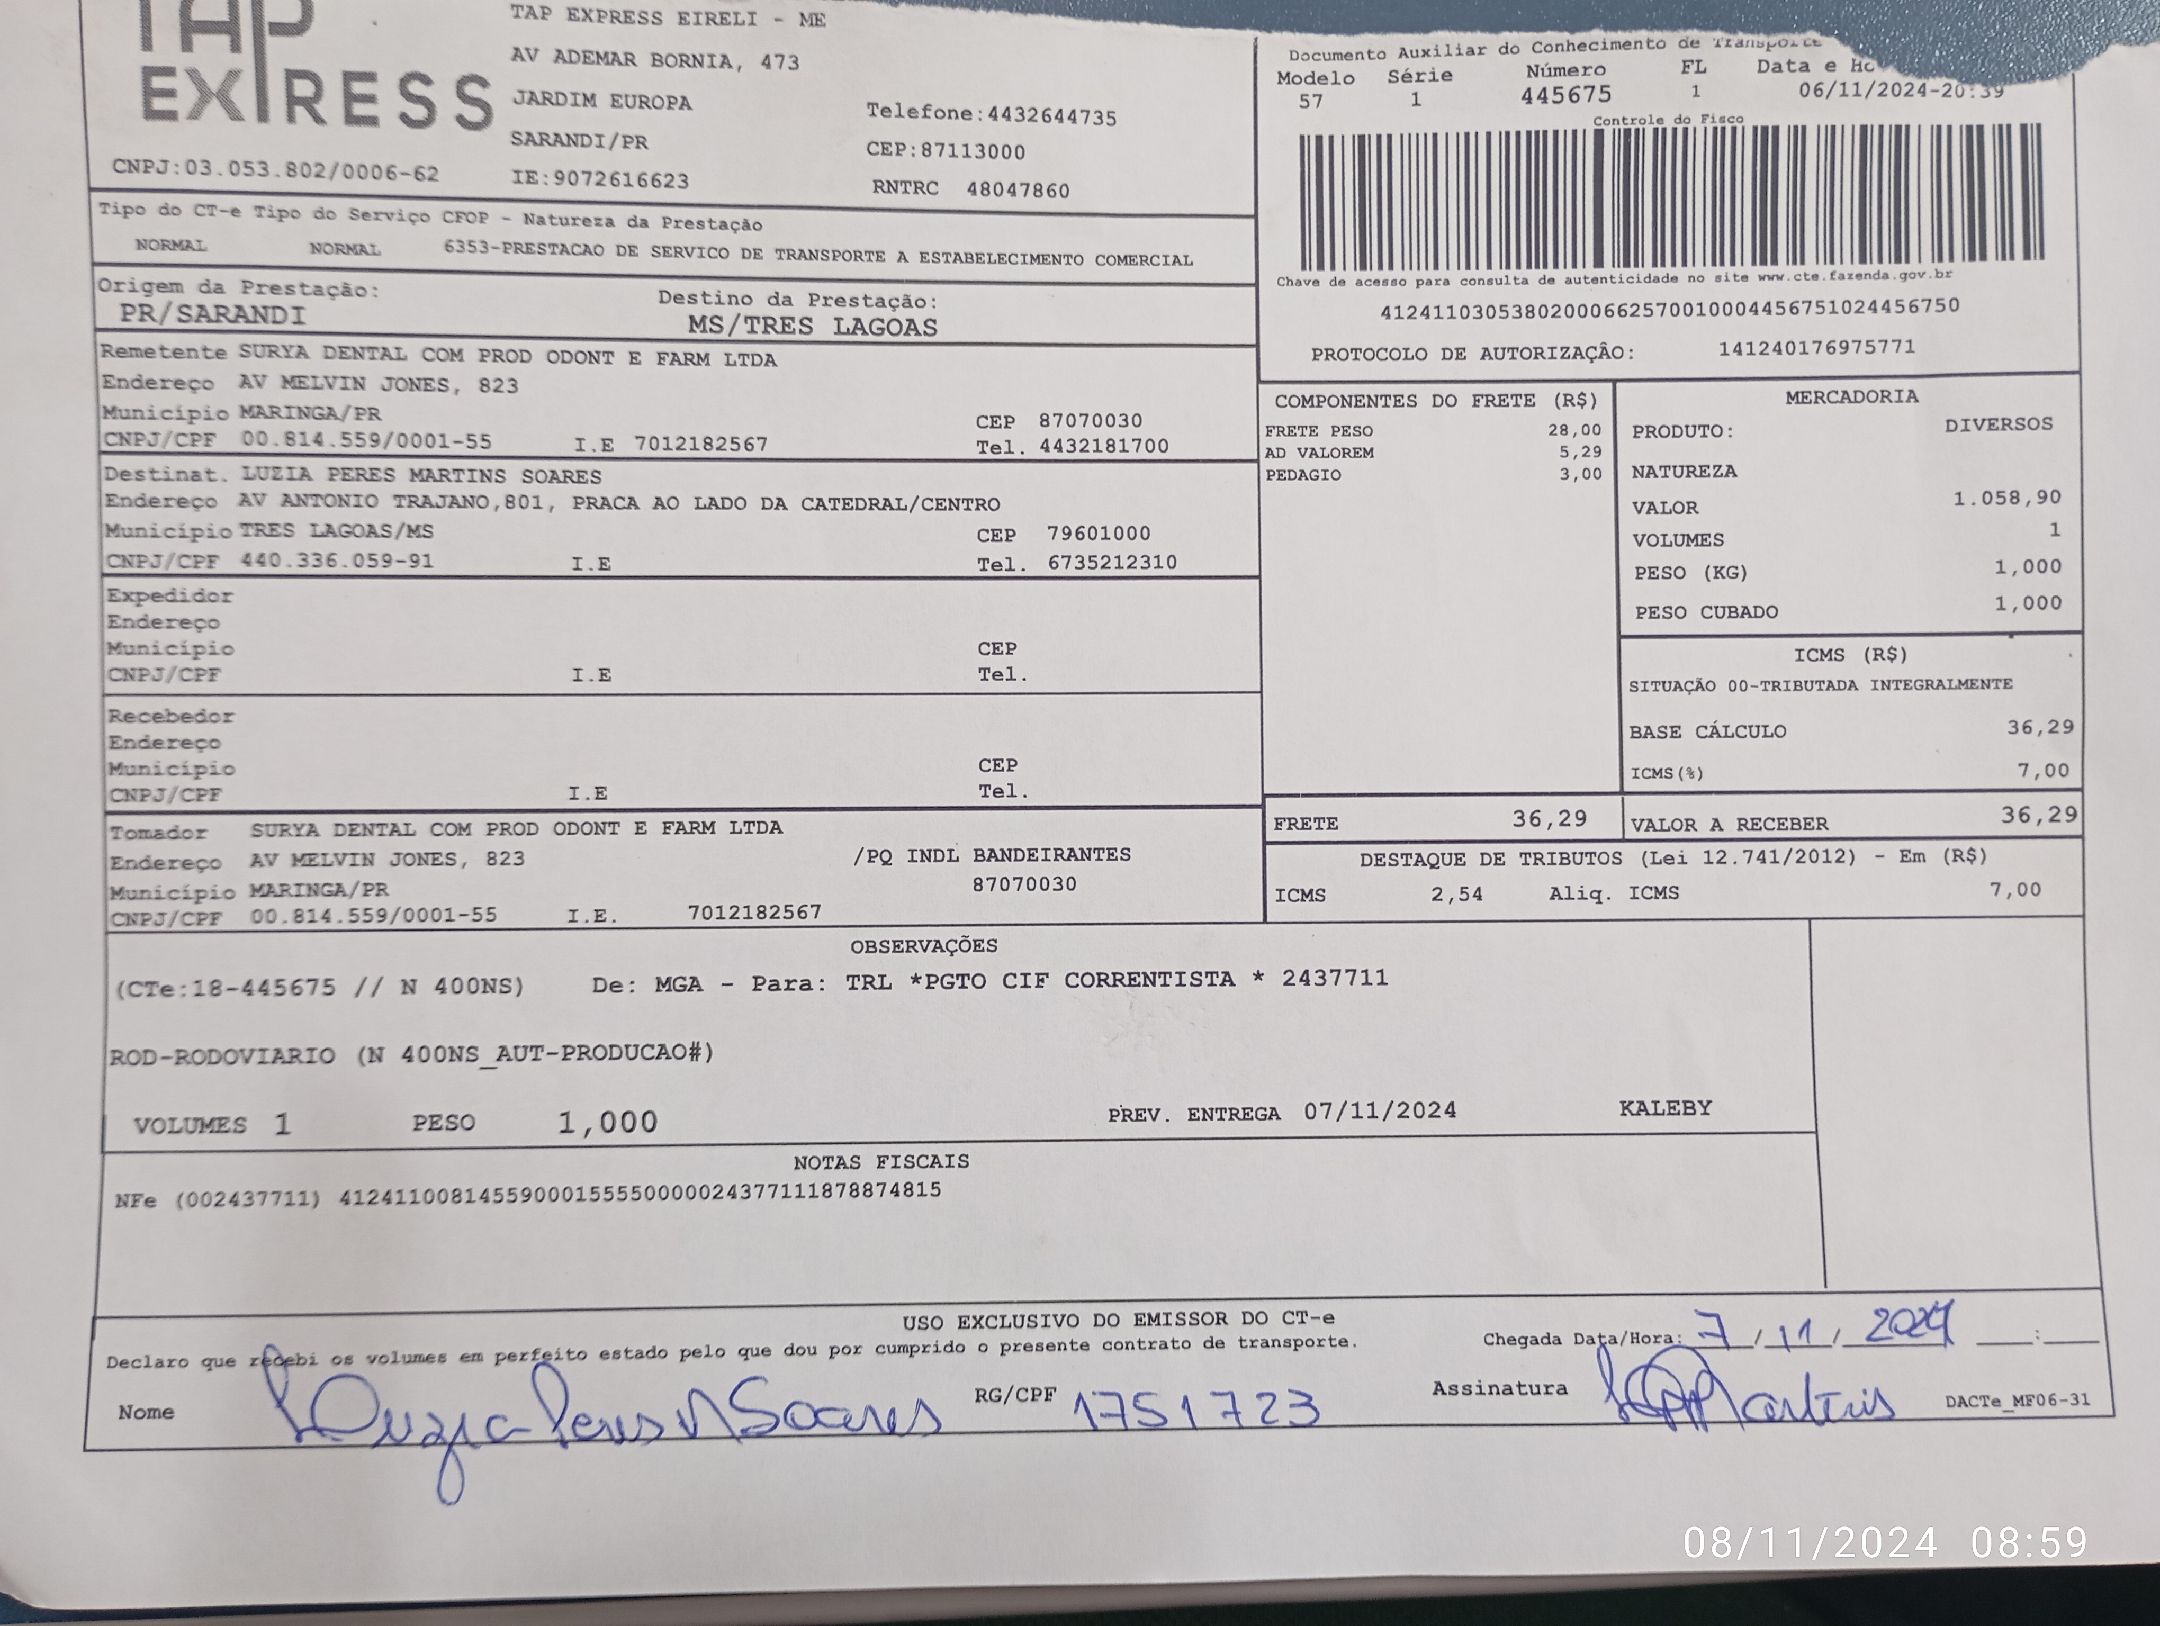 TAP
EXPRESS
CNPJ:03.053.802/0006-62
TAP EXPRESS EIRELI - ME
AV ADEMAR BORNIA, 473
JARDIM EUROPA
SARANDI/PR
IE:9072616623
Telefone:4432644735
CEP:87113000
RNTRC 48047860
Documento Auxiliar do Conhecimento de Transporte
Modelo Série Número FL Data e
57 1 445675 1 06/11/2024-20:39
Controle do Fisco
Chave de acesso para consulta de autenticidade no site www.cte.fazenda.gov.br
41241103053802000662570010004456751024456750
PROTOCOLO DE AUTORIZAÇÂO: 141240176975771
Tipo do CT-e Tipo do Serviço CFOP - Natureza da Prestação
NORMAL NORMAL 6353-PRESTACAO DE SERVICO DE TRANSPORTE A ESTABELECIMENTO COMERCIAL
Origem da Prestação: Destino da Prestação:
PR/SARANDI MS/TRES LAGOAS
Remetente SURYA DENTAL COM PROD ODONT E FARM LTDA
Endereço AV MELVIN JONES, 823
Município MARINGA/PR CEP 87070030
CNPJ/CPF 00.814.559/0001-55 I.E 7012182567 Tel. 4432181700
Destinat. LUZIA PERES MARTINS SOARES
Endereço AV ANTONIO TRAJANO,801, PRACA AO LADO DA CATEDRAL/CENTRO
Município TRES LAGOAS/MS CEP 79601000
CNPJ/CPF 440.336.059-91 I.E Tel. 6735212310
Expedidor
Endereço
Município CEP
CNPJ/CPF I.E Tel.
Recebedor
Endereço
Município CEP
CNPJ/CPF I.E Tel.
Tomador SURYA DENTAL COM PROD ODONT E FARM LTDA
Endereço AV MELVIN JONES, 823 /PQ INDL BANDEIRANTES
Município MARINGA/PR 87070030
CNPJ/CPF 00.814.559/0001-55 I.E. 7012182567
COMPONENTES DO FRETE (R$)
FRETE PESO 28,00
AD VALOREM 5,29
PEDAGIO 3,00
MERCADORIA
PRODUTO: DIVERSOS
NATUREZA
VALOR 1.058,90
VOLUMES 1
PESO (KG) 1,000
PESO CUBADO 1,000
ICMS (R$)
SITUAÇÃO 00-TRIBUTADA INTEGRALMENTE
BASE CÁLCULO 36,29
ICMS(%) 7,00
FRETE 36,29 VALOR A RECEBER 36,29
DESTAQUE DE TRIBUTOS (Lei 12.741/2012) - Em (R$)
ICMS 2,54 Aliq. ICMS 7,00
OBSERVAÇÕES
(CTe:18-445675 // N 400NS) De: MGA - Para: TRL *PGTO CIF CORRENTISTA * 2437711
ROD-RODOVIARIO (N 400NS_AUT-PRODUCAO#)
VOLUMES 1 PESO 1,000 PREV. ENTREGA 07/11/2024 KALEBY
NOTAS FISCAIS
NFe (002437711) 41241100814559000155550000024377111878874815
USO EXCLUSIVO DO EMISSOR DO CT-e
Declaro que recebi os volumes em perfeito estado pelo que dou por cumprido o presente contrato de transporte.
Chegada Data/Hora: 7/11/2024 ___:___
Nome Luzia Peres M Soares RG/CPF 1751723 Assinatura LPMartins DACTe_MF06-31
08/11/2024 08:59